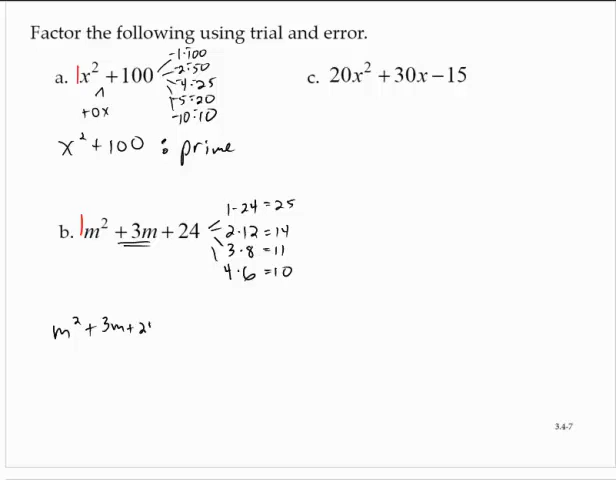 Factor the following using trial and error.
a. 1x² + 100
+0x
-1·-100
-2·-50
-4·-25
-5·-20
-10·-10
x² + 100 : prime
b. 1m² + 3m + 24
1-24 = 25
2·12 = 14
3·8 = 11
4·6 = 10
m² + 3m + 2
c. 20x² + 30x − 15
3.4-7